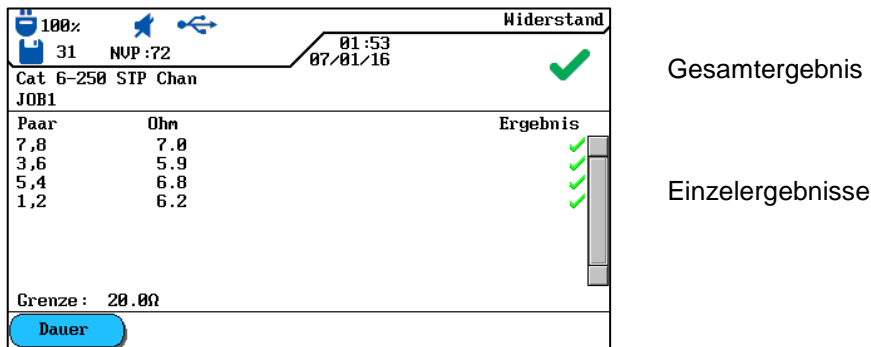 100% Widerstand
31 NVP:72 01:53
07/01/16
Cat 6-250 STP Chan
JOB1
Gesamtergebnis
Paar Ohm Ergebnis
7,8 7.0
3,6 5.9
5,4 6.8
1,2 6.2
Einzelergebnisse
Grenze: 20.0Ω
Dauer